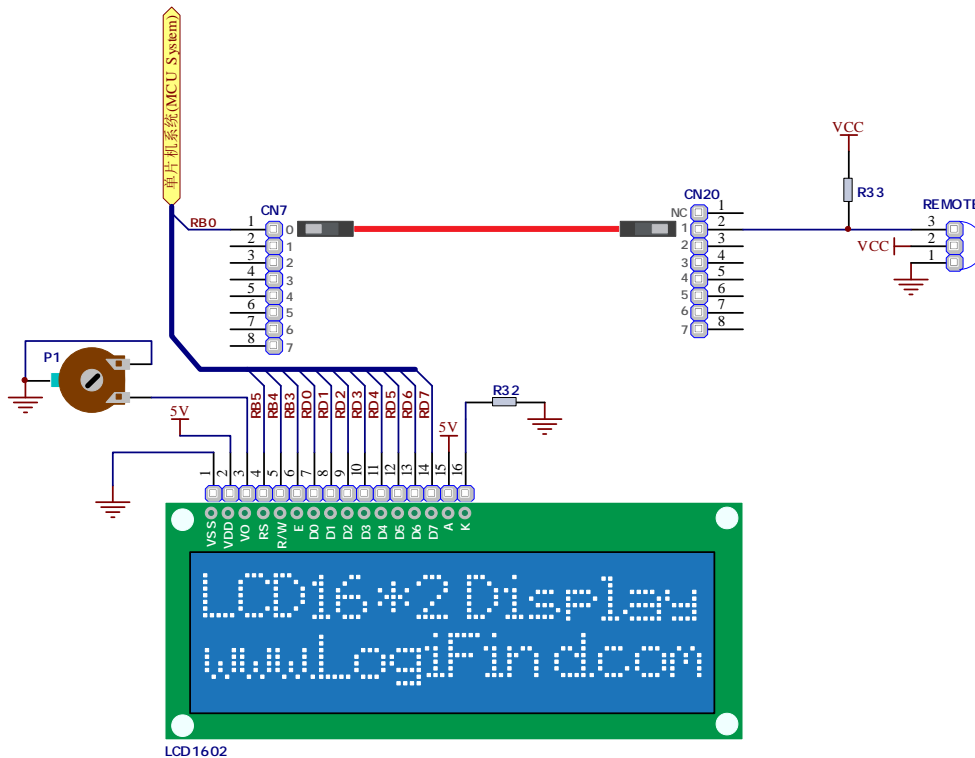 单片机系统(MCU System)
VCC
R33
CN20
REMOTE
NC
1
1
2
2
3
3
4
4
5
5
6
6
7
7
8
3
VCC
2
1
RB0
CN7
1
0
2
1
3
2
4
3
5
4
6
5
7
6
8
7
P1
5V
RB5
RB4
RB3
RD0
RD1
RD2
RD3
RD4
RD5
RD6
RD7
R32
5V
1
2
3
4
5
6
7
8
9
10
11
12
13
14
15
16
VSS
VDD
VO
RS
R/W
E
D0
D1
D2
D3
D4
D5
D6
D7
A
K
LCD16*2 Display
wwwLogiFindcom
LCD1602